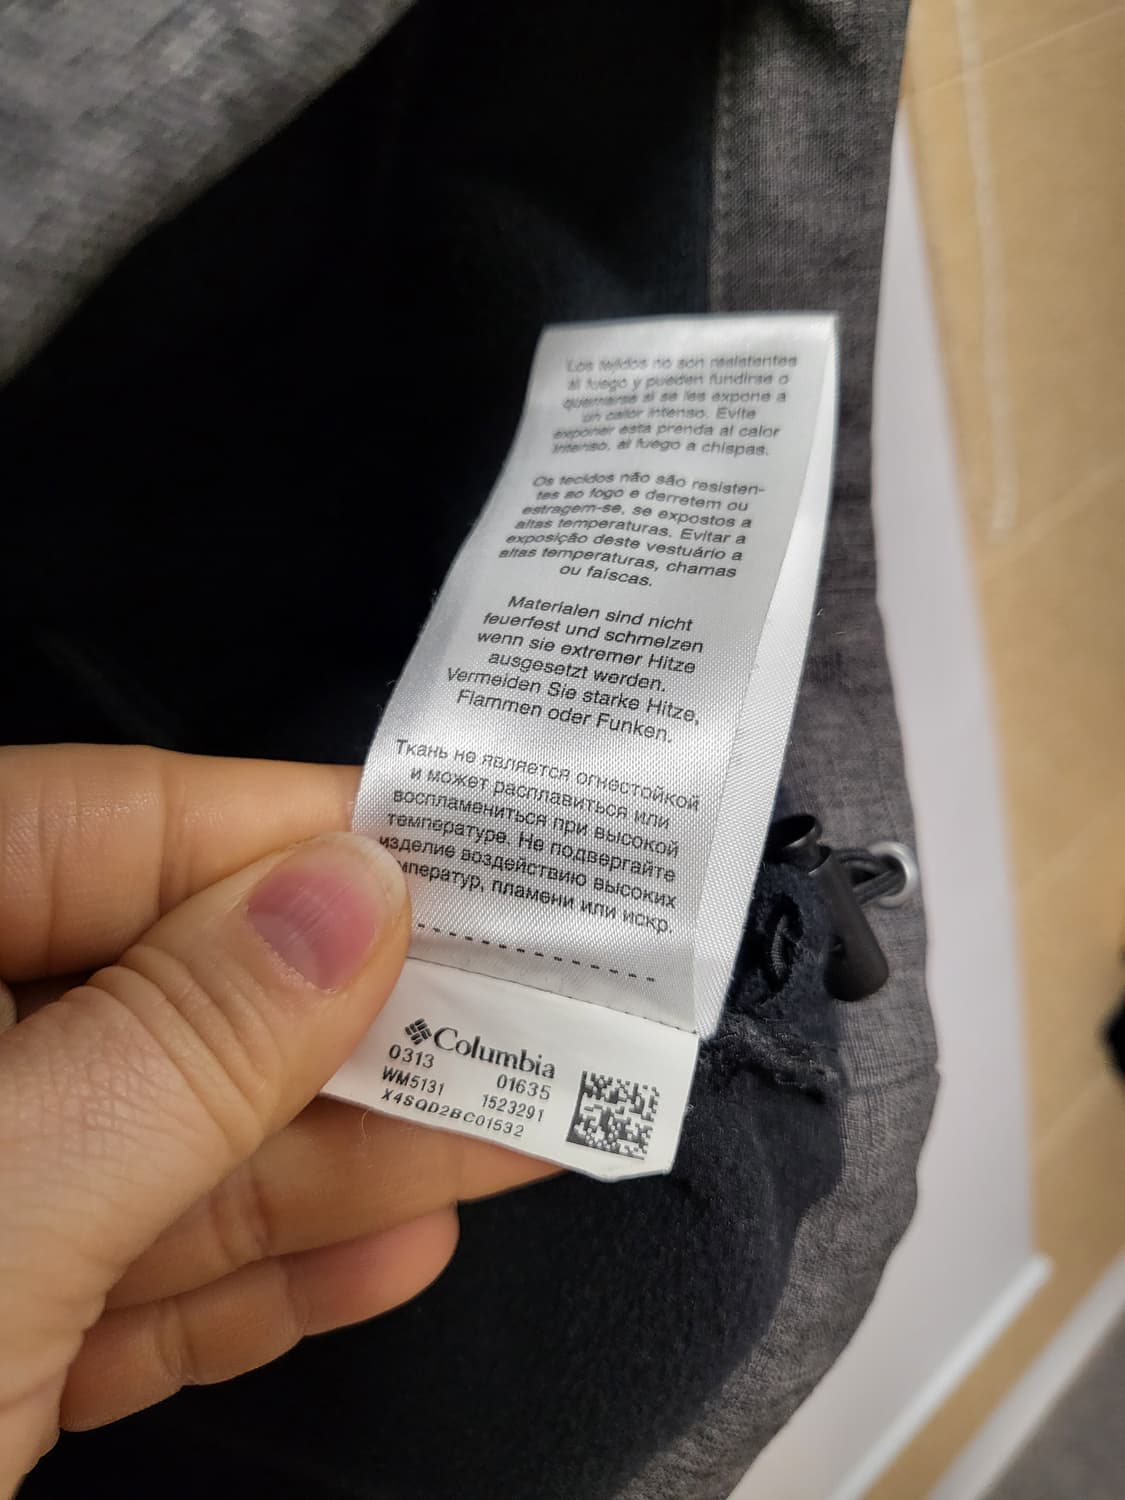 Los tejidos no son resistentes
al fuego y pueden fundirse o
quemarse si se les expone a
un calor intenso. Evite
exponer esta prenda al calor
intenso, al fuego a chispas.
Os tecidos não são resisten-
tes ao fogo e derretem ou
estragem-se, se expostos a
altas temperaturas. Evitar a
exposição deste vestuário a
altas temperaturas, chamas
ou faíscas.
Materialen sind nicht
feuerfest und schmelzen
wenn sie extremer Hitze
ausgesetzt werden.
Vermeiden Sie starke Hitze,
Flammen oder Funken.
Ткань не является огнестойкой
и может расплавиться или
воспламениться при высокой
температуре. Не подвергайте
изделие воздействию высоких
мператур, пламени или искр.
Columbia
0313 01635
WM5131 1523291
X4SQD2BC01532